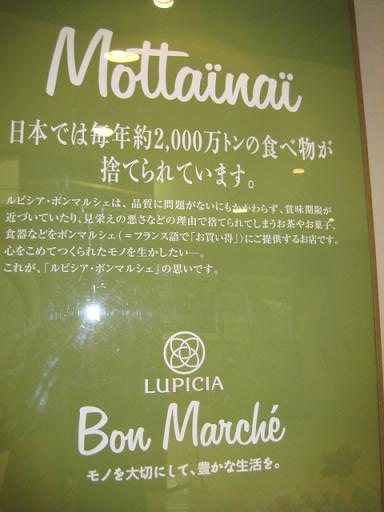 Mottaïnaï
日本では毎年約2,000万トンの食べ物が
捨てられています。
ルピシア・ボンマルシェは、品質に問題がないにもかかわらず、賞味期限が
近づいていたり、見栄えの悪さなどの理由で捨てられてしまうお茶やお菓子、
食器などをボンマルシェ(=フランス語で「お買い得」)にご提供するお店です。
心をこめてつくられたモノを生かしたい―。
これが、「ルピシア・ボンマルシェ」の思いです。
LUPICIA
Bon Marché
モノを大切にして、豊かな生活を。